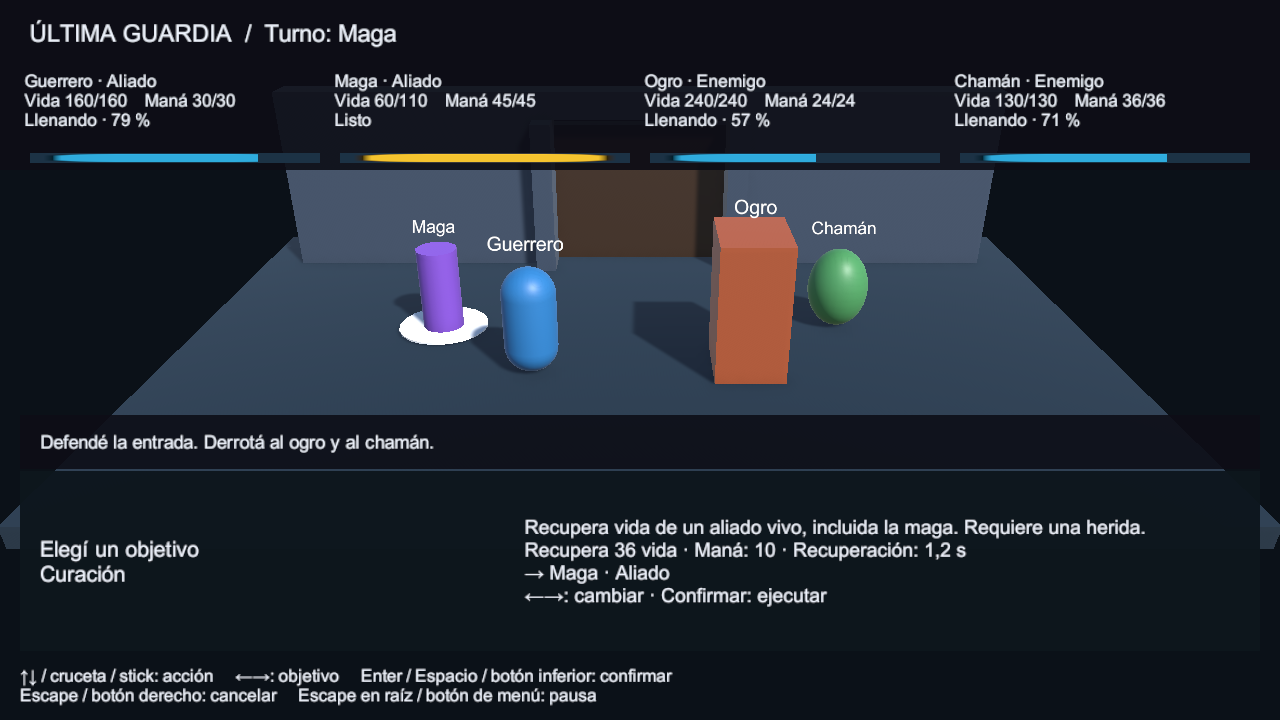 ÚLTIMA GUARDIA / Turno: Maga
Guerrero · Aliado
Vida 160/160 Maná 30/30
Llenando · 79 %
Maga · Aliado
Vida 60/110 Maná 45/45
Listo
Ogro · Enemigo
Vida 240/240 Maná 24/24
Llenando · 57 %
Chamán · Enemigo
Vida 130/130 Maná 36/36
Llenando · 71 %
Maga
Guerrero
Ogro
Chamán
Defendé la entrada. Derrotá al ogro y al chamán.
Elegí un objetivo
Curación
Recupera vida de un aliado vivo, incluida la maga. Requiere una herida.
Recupera 36 vida · Maná: 10 · Recuperación: 1,2 s
→ Maga · Aliado
←→: cambiar · Confirmar: ejecutar
↑↓ / cruceta / stick: acción ←→: objetivo Enter / Espacio / botón inferior: confirmar
Escape / botón derecho: cancelar Escape en raíz / botón de menú: pausa